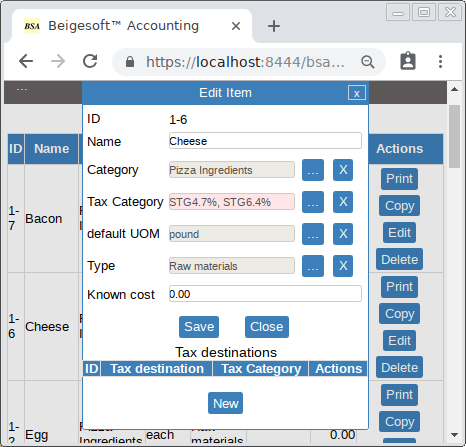 BSA Beigesoft™ Accounting
https://localhost:8444/bsa...
...
Edit Item x
ID 1-6
Name Cheese
Category Pizza Ingredients ... X
Tax Category STG4.7%, STG6.4% ... X
default UOM pound ... X
Type Raw materials ... X
Known cost 0.00
Save Close
Tax destinations
ID Tax destination Tax Category Actions
New
ID Name Actions
1-7 Bacon Print
Copy
Edit
Delete
1-6 Cheese Print
Copy
Edit
Delete
1-2 Egg Pizza Ingredients each Raw materials 0.00 Print
Copy
Edit